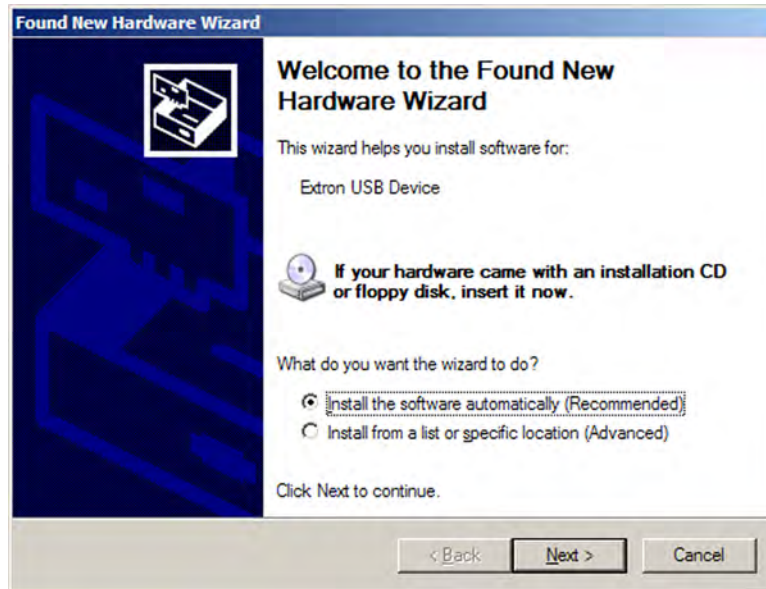 Found New Hardware Wizard
Welcome to the Found New
Hardware Wizard
This wizard helps you install software for:
Extron USB Device
If your hardware came with an installation CD
or floppy disk, insert it now.
What do you want the wizard to do?
Install the software automatically (Recommended)
Install from a list or specific location (Advanced)
Click Next to continue.
< Back Next > Cancel